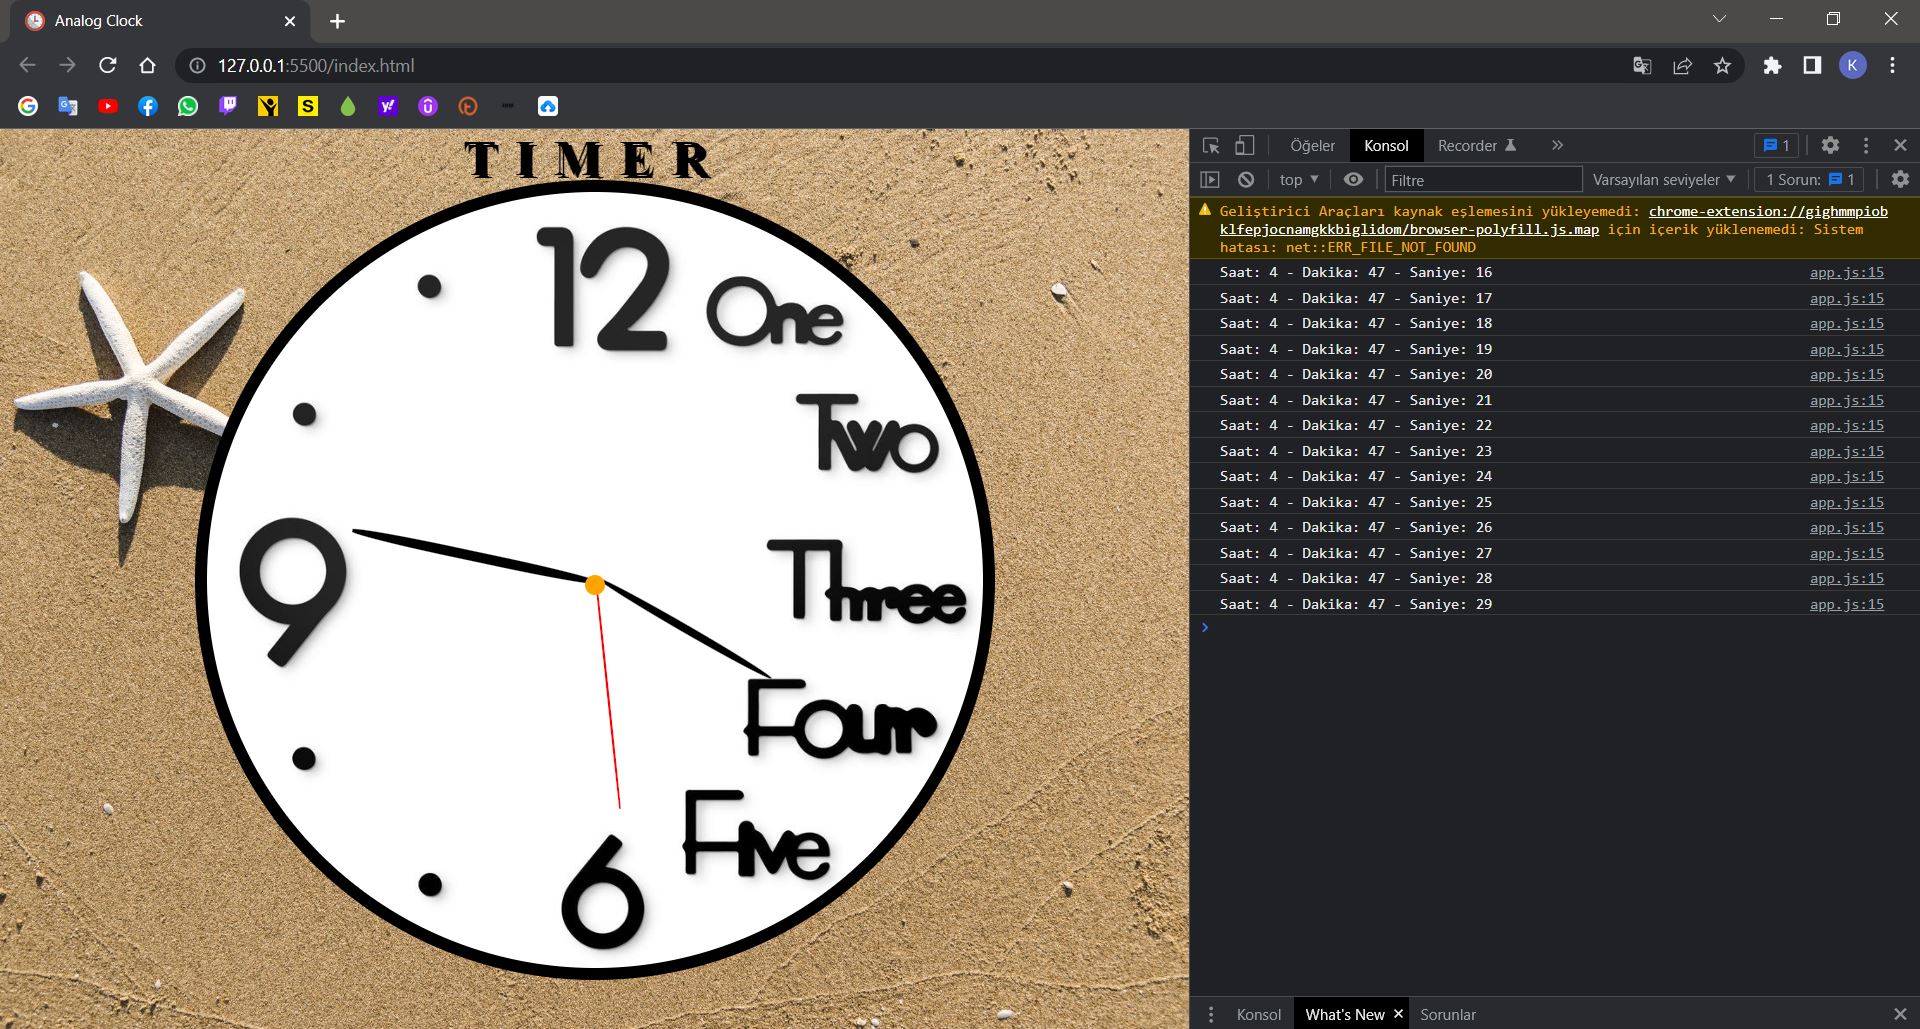 Analog Clock
127.0.0.1:5500/index.html
K
TIMER
12
One
Two
Three
Four
Five
6
9
Öğeler
Konsol
Recorder
1
top
Filtre
Varsayılan seviyeler
1 Sorun: 1
Geliştirici Araçları kaynak eşlemesini yükleyemedi: chrome-extension://gighmmpiob
klfepjocnamgkkbiglidom/browser-polyfill.js.map için içerik yüklenemedi: Sistem
hatası: net::ERR_FILE_NOT_FOUND
Saat: 4 - Dakika: 47 - Saniye: 16 app.js:15
Saat: 4 - Dakika: 47 - Saniye: 17 app.js:15
Saat: 4 - Dakika: 47 - Saniye: 18 app.js:15
Saat: 4 - Dakika: 47 - Saniye: 19 app.js:15
Saat: 4 - Dakika: 47 - Saniye: 20 app.js:15
Saat: 4 - Dakika: 47 - Saniye: 21 app.js:15
Saat: 4 - Dakika: 47 - Saniye: 22 app.js:15
Saat: 4 - Dakika: 47 - Saniye: 23 app.js:15
Saat: 4 - Dakika: 47 - Saniye: 24 app.js:15
Saat: 4 - Dakika: 47 - Saniye: 25 app.js:15
Saat: 4 - Dakika: 47 - Saniye: 26 app.js:15
Saat: 4 - Dakika: 47 - Saniye: 27 app.js:15
Saat: 4 - Dakika: 47 - Saniye: 28 app.js:15
Saat: 4 - Dakika: 47 - Saniye: 29 app.js:15
Konsol
What's New
Sorunlar